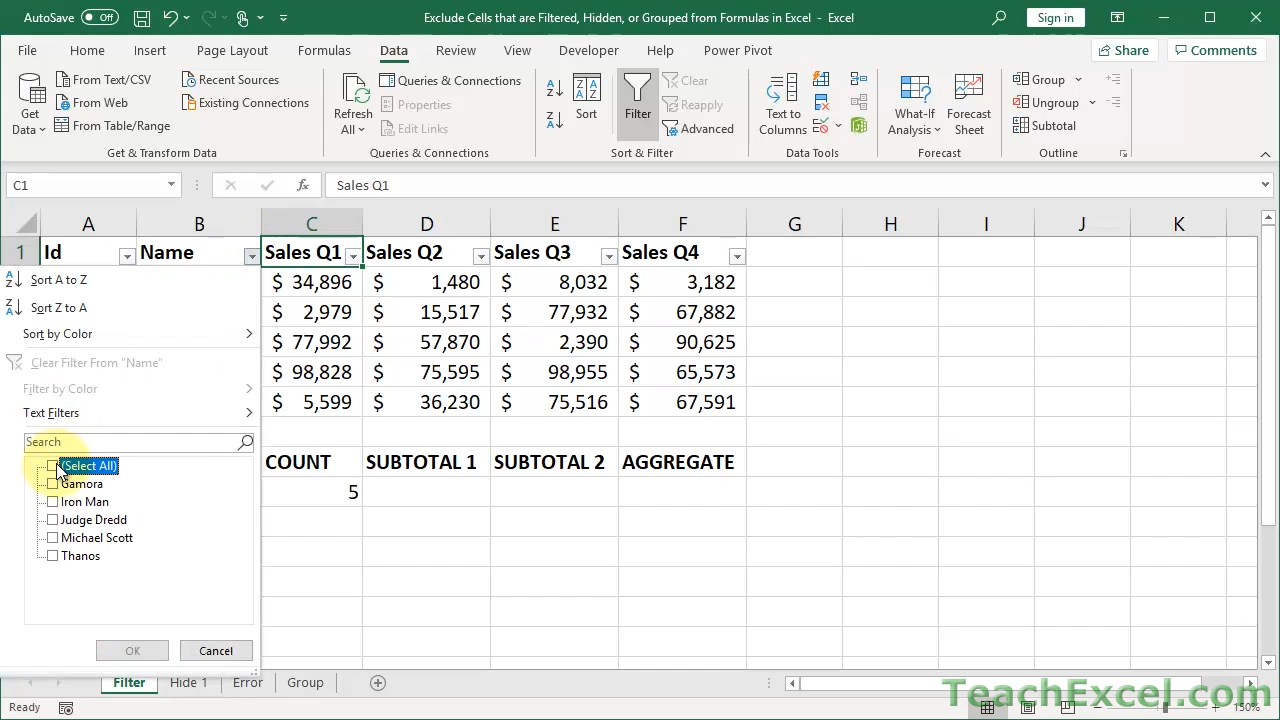 AutoSave Off
Exclude Cells that are Filtered, Hidden, or Grouped from Formulas in Excel - Excel
Sign in
File Home Insert Page Layout Formulas Data Review View Developer Help Power Pivot
Share Comments
Get Data
From Text/CSV
From Web
From Table/Range
Recent Sources
Existing Connections
Get & Transform Data
Refresh All
Queries & Connections
Properties
Edit Links
Queries & Connections
Sort
Filter
Clear
Reapply
Advanced
Sort & Filter
Text to Columns
Data Tools
What-If Analysis
Forecast Sheet
Forecast
Group
Ungroup
Subtotal
Outline
C1
fx
Sales Q1
A B C D E F G H I J K
1 Id Name Sales Q1 Sales Q2 Sales Q3 Sales Q4
$ 34,896 $ 1,480 $ 8,032 $ 3,182
$ 2,979 $ 15,517 $ 77,932 $ 67,882
$ 77,992 $ 57,870 $ 2,390 $ 90,625
$ 98,828 $ 75,595 $ 98,955 $ 65,573
$ 5,599 $ 36,230 $ 75,516 $ 67,591
COUNT SUBTOTAL 1 SUBTOTAL 2 AGGREGATE
5
Sort A to Z
Sort Z to A
Sort by Color
Clear Filter From "Name"
Filter by Color
Text Filters
Search
(Select All)
Gamora
Iron Man
Judge Dredd
Michael Scott
Thanos
OK Cancel
Filter Hide 1 Error Group
Ready
150%
TeachExcel.com